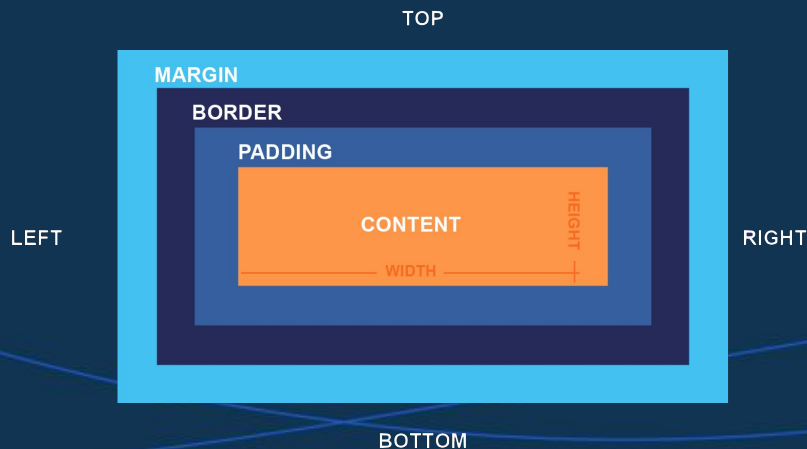 TOP
MARGIN
BORDER
PADDING
CONTENT
HEIGHT
LEFT
RIGHT
WIDTH
BOTTOM